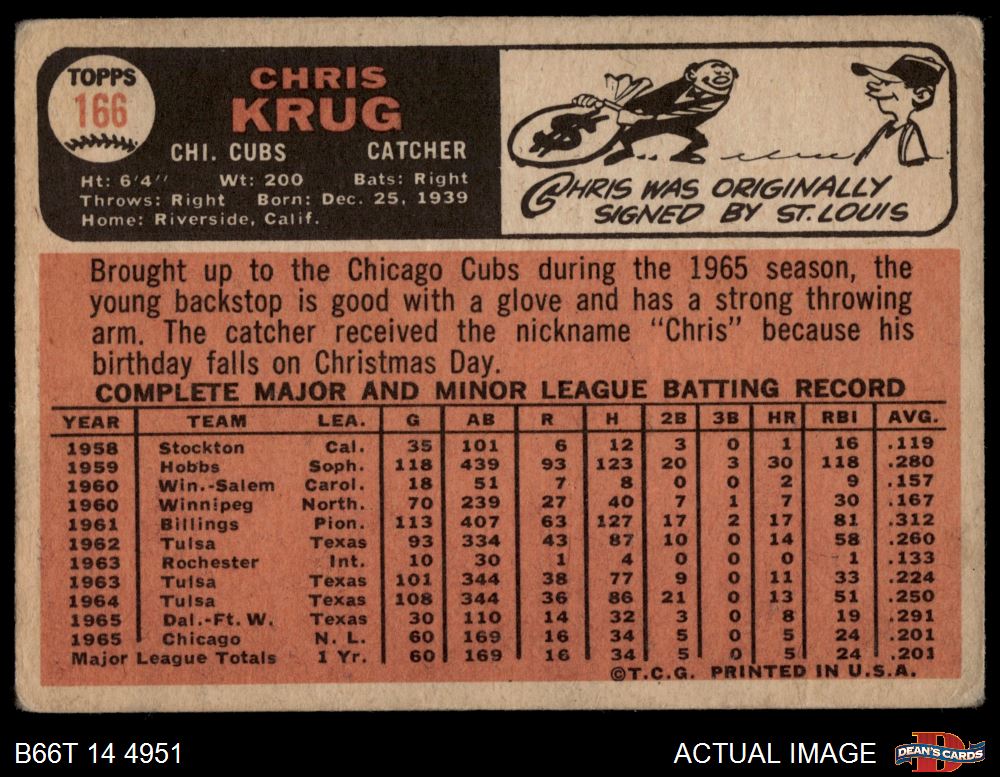 TOPPS
166
CHRIS
KRUG
CHI. CUBS CATCHER
Ht: 6'4" Wt: 200 Bats: Right
Throws: Right Born: Dec. 25, 1939
Home: Riverside, Calif.
$
CHRIS WAS ORIGINALLY
SIGNED BY ST. LOUIS
Brought up to the Chicago Cubs during the 1965 season, the
young backstop is good with a glove and has a strong throwing
arm. The catcher received the nickname "Chris" because his
birthday falls on Christmas Day.
COMPLETE MAJOR AND MINOR LEAGUE BATTING RECORD
YEAR TEAM LEA. G AB R H 2B 3B HR RBI AVG.
1958 Stockton Cal. 35 101 6 12 3 0 1 16 .119
1959 Hobbs Soph. 118 439 93 123 20 3 30 118 .280
1960 Win.-Salem Carol. 18 51 7 8 0 0 2 9 .157
1960 Winnipeg North. 70 239 27 40 7 1 7 30 .167
1961 Billings Pion. 113 407 63 127 17 2 17 81 .312
1962 Tulsa Texas 93 334 43 87 10 0 14 58 .260
1963 Rochester Int. 10 30 1 4 0 0 0 1 .133
1963 Tulsa Texas 101 344 38 77 9 0 11 33 .224
1964 Tulsa Texas 108 344 36 86 21 0 13 51 .250
1965 Dal.-Ft. W. Texas 30 110 14 32 3 0 8 19 .291
1965 Chicago N. L. 60 169 16 34 5 0 5 24 .201
Major League Totals 1 Yr. 60 169 16 34 5 0 5 24 .201
©T.C.G. PRINTED IN U.S.A.
B66T 14 4951 ACTUAL IMAGE
D
DEAN'S CARDS